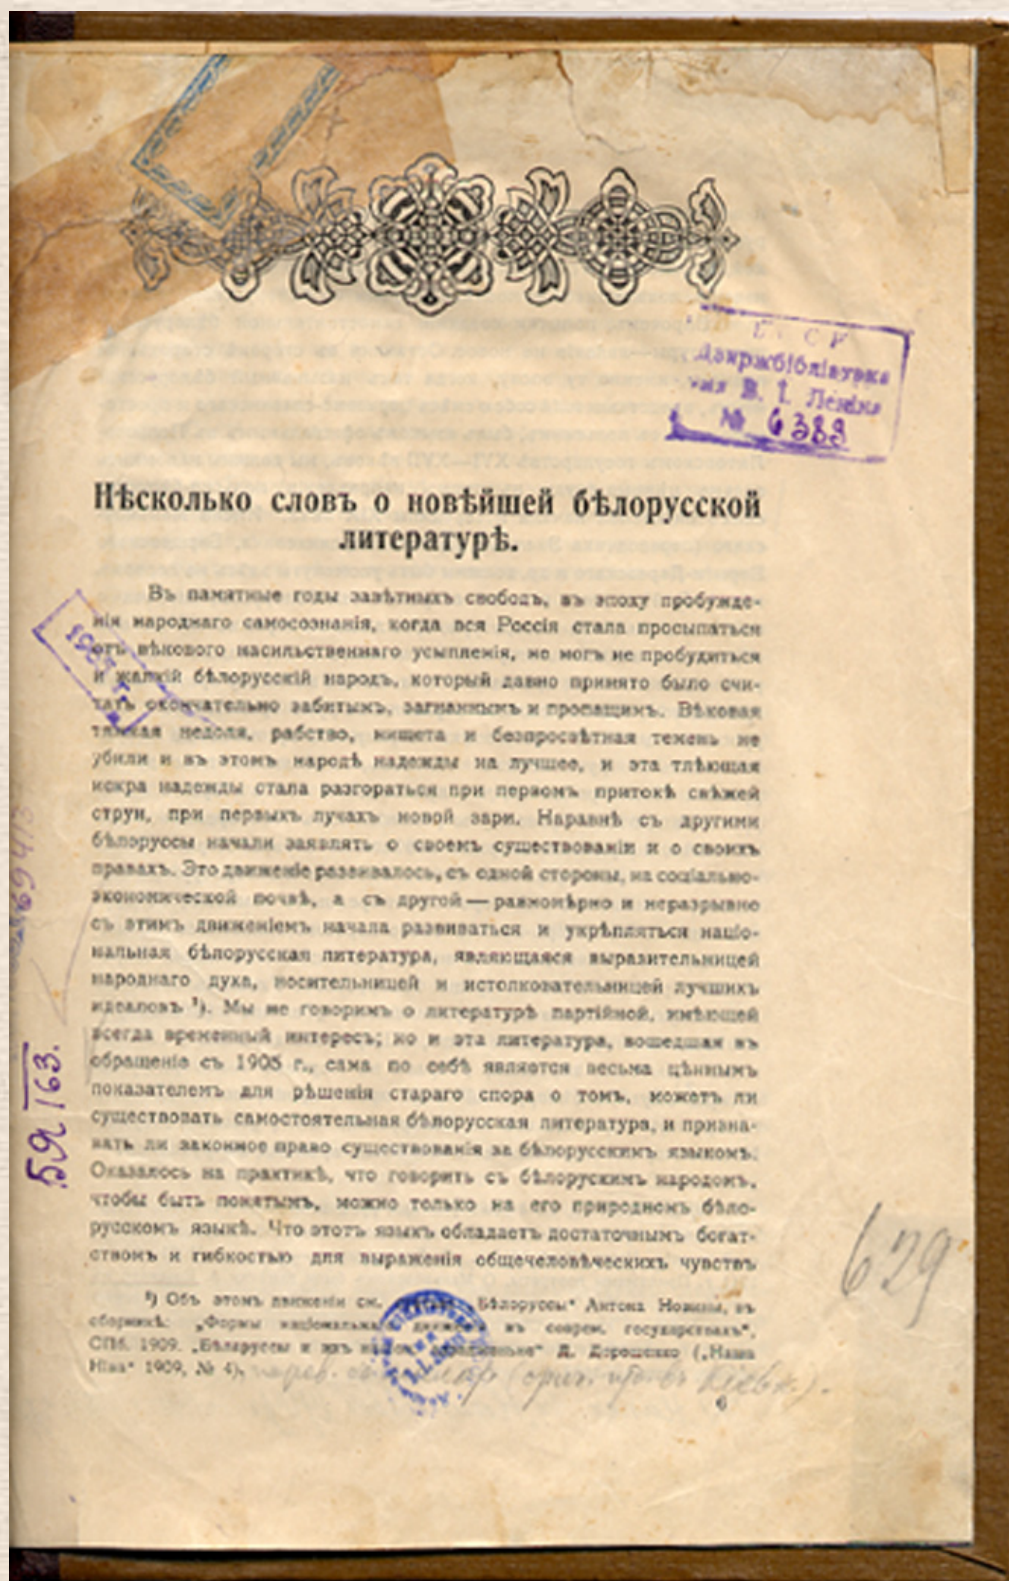 Б С С Р
Дзяржбібліятэка
імя В. І. Леніна
№ 6389
Нѣсколько словъ о новѣйшей бѣлорусской
литературѣ.
Въ памятные годы завѣтныхъ свободъ, въ эпоху пробужде-
нія народнаго самосознанія, когда вся Россія стала просыпаться
отъ вѣкового насильственнаго усыпленія, не могъ не пробудиться
и жалкій бѣлорусскій народъ, который давно принято было счи-
тать окончательно забитымъ, загнаннымъ и пропащимъ. Вѣковая
тяжкая недоля, рабство, нищета и безпросвѣтная темень не
убили и въ этомъ народѣ надежды на лучшее, и эта тлѣющая
искра надежды стала разгораться при первомъ притокѣ свѣжей
струи, при первыхъ лучахъ новой зари. Наравнѣ съ другими
бѣлоруссы начали заявлять о своемъ существованіи и о своихъ
правахъ. Это движеніе развивалось, съ одной стороны, на соціально-
экономической почвѣ, а съ другой — равномѣрно и неразрывно
съ этимъ движеніемъ начала развиваться и укрѣпляться націо-
нальная бѣлорусская литература, являющаяся выразительницей
народнаго духа, носительницей и истолковательницей лучшихъ
идеаловъ ¹). Мы не говоримъ о литературѣ партійной, имѣющей
всегда временный интересъ; но и эта литература, вошедшая въ
обращеніе съ 1905 г., сама по себѣ является весьма цѣннымъ
показателемъ для рѣшенія стараго спора о томъ, можетъ ли
существовать самостоятельная бѣлорусская литература, и призна-
вать ли законное право существованія за бѣлорусскимъ языкомъ.
Оказалось на практикѣ, что говорить съ бѣлорускимъ народомъ,
чтобы быть понятымъ, можно только на его природномъ бѣло-
русскомъ языкѣ. Что этотъ языкъ обладаетъ достаточнымъ богат-
ствомъ и гибкостью для выраженія общечеловѣческихъ чувствъ
¹) Объ этомъ движеніи см. Бѣлоруссы" Антона Новины, въ
сборникѣ: „Формы національнаго движенія въ соврем. государствахъ",
СПб. 1909. „Бѣларуссы и ихъ Д. Дорошенко („Наша
Ніва" 1909, № 4).
6
БЯ 163.
629